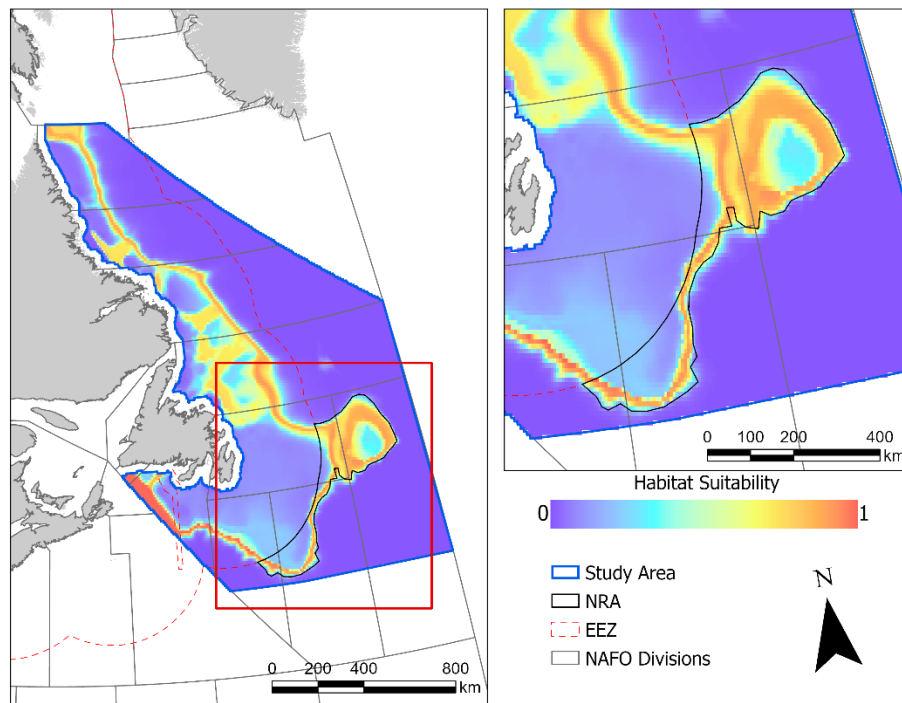 0 200 400 600 800
km
0 100 200 400
km
Habitat Suitability
0 1
Study Area
NRA
EEZ
NAFO Divisions
N